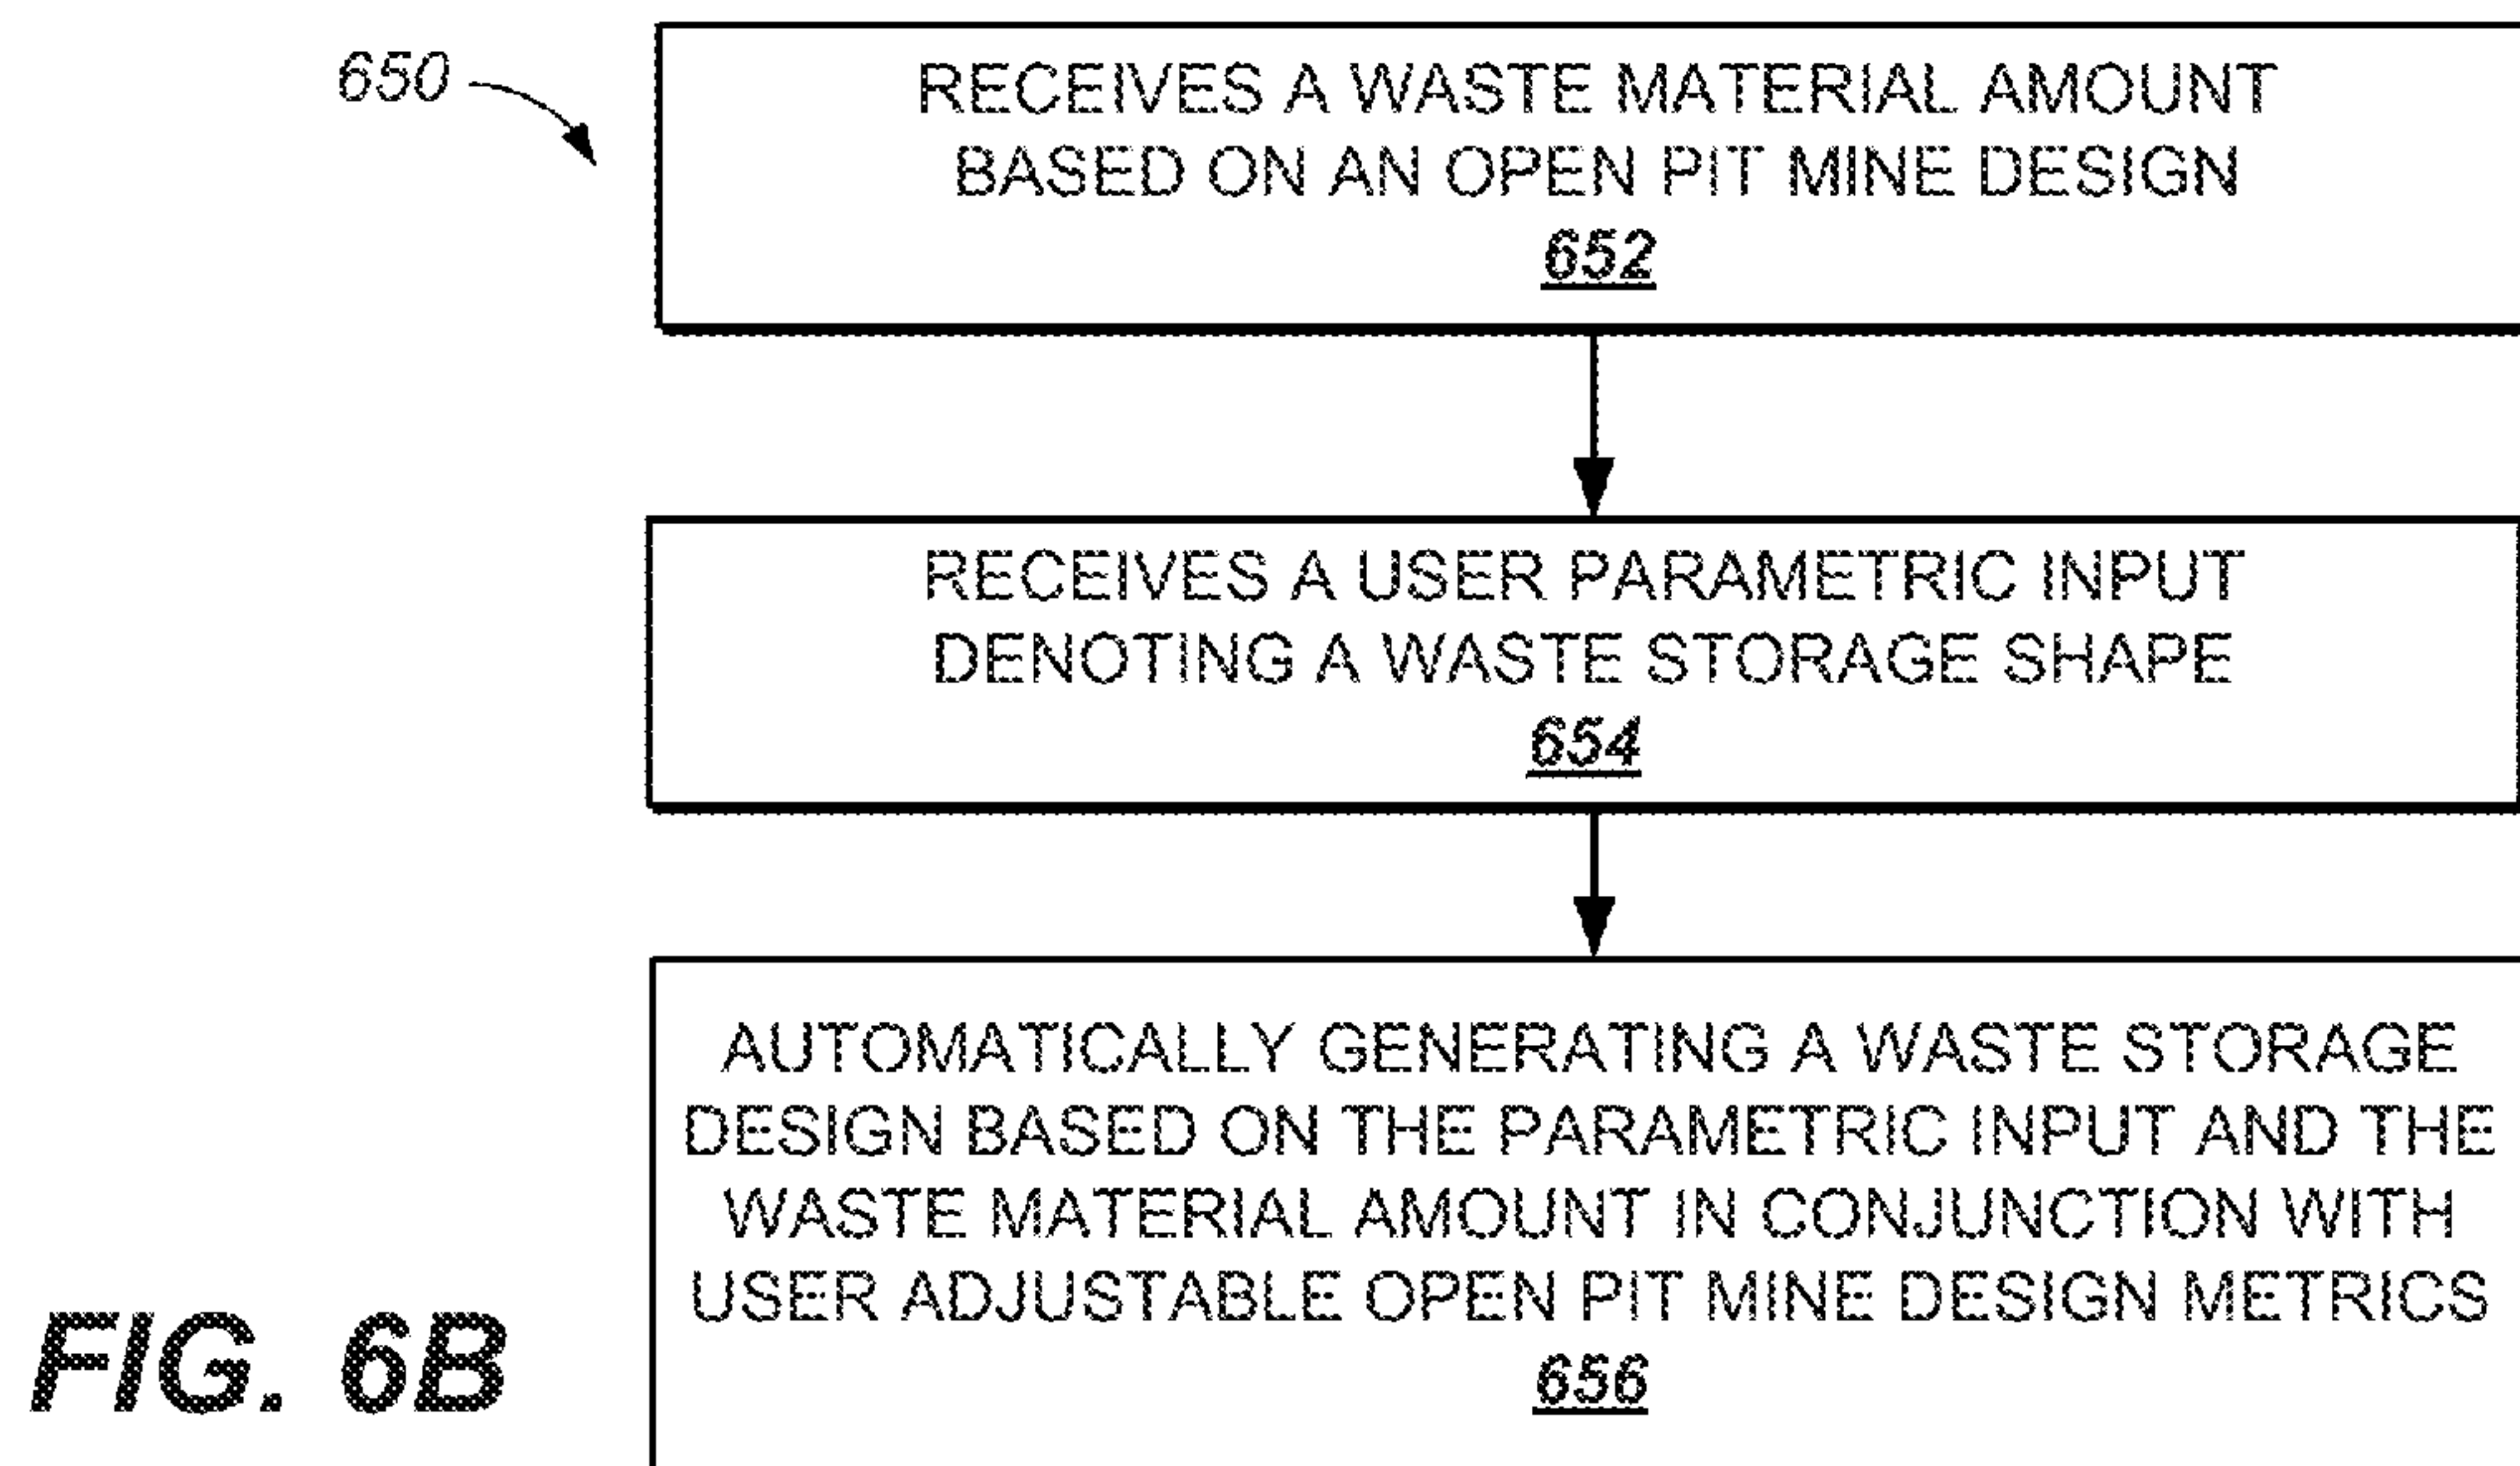 650
RECEIVES A WASTE MATERIAL AMOUNT
BASED ON AN OPEN PIT MINE DESIGN
652
RECEIVES A USER PARAMETRIC INPUT
DENOTING A WASTE STORAGE SHAPE
654
AUTOMATICALLY GENERATING A WASTE STORAGE
DESIGN BASED ON THE PARAMETRIC INPUT AND THE
WASTE MATERIAL AMOUNT IN CONJUNCTION WITH
USER ADJUSTABLE OPEN PIT MINE DESIGN METRICS
656
FIG. 6B